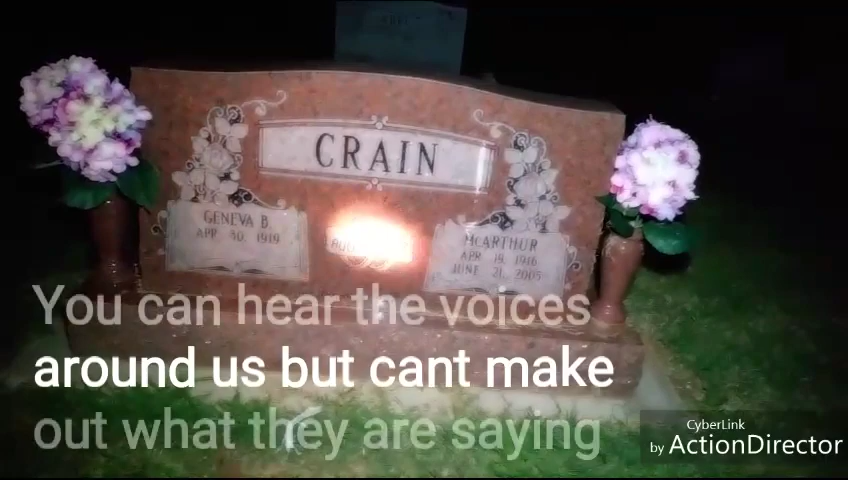 CRAIN
GENEVA B.
APR. 30, 1919
MCARTHUR
APR. 18, 1916
JUNE 21, 2005
You can hear the voices
around us but cant make
out what they are saying
CyberLink
by ActionDirector